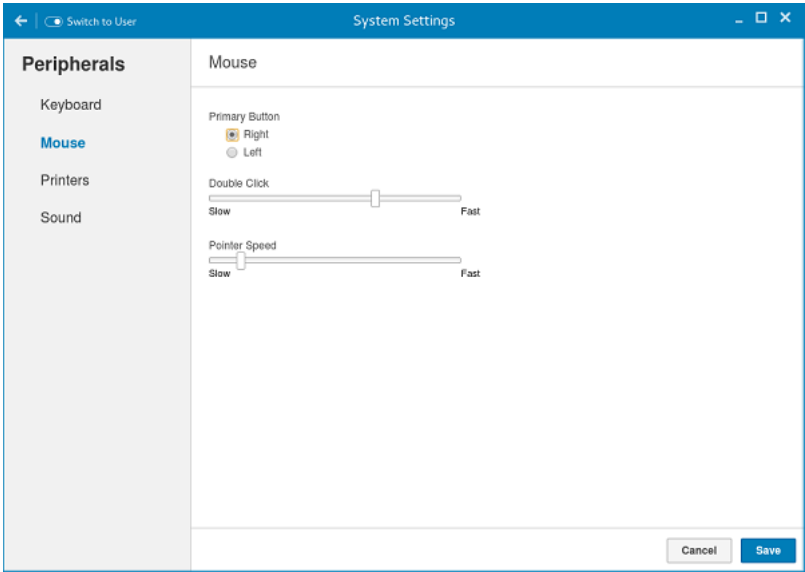 Switch to User
System Settings
Peripherals
Keyboard
Mouse
Printers
Sound
Mouse
Primary Button
Right
Left
Double Click
Slow Fast
Pointer Speed
Slow Fast
Cancel Save